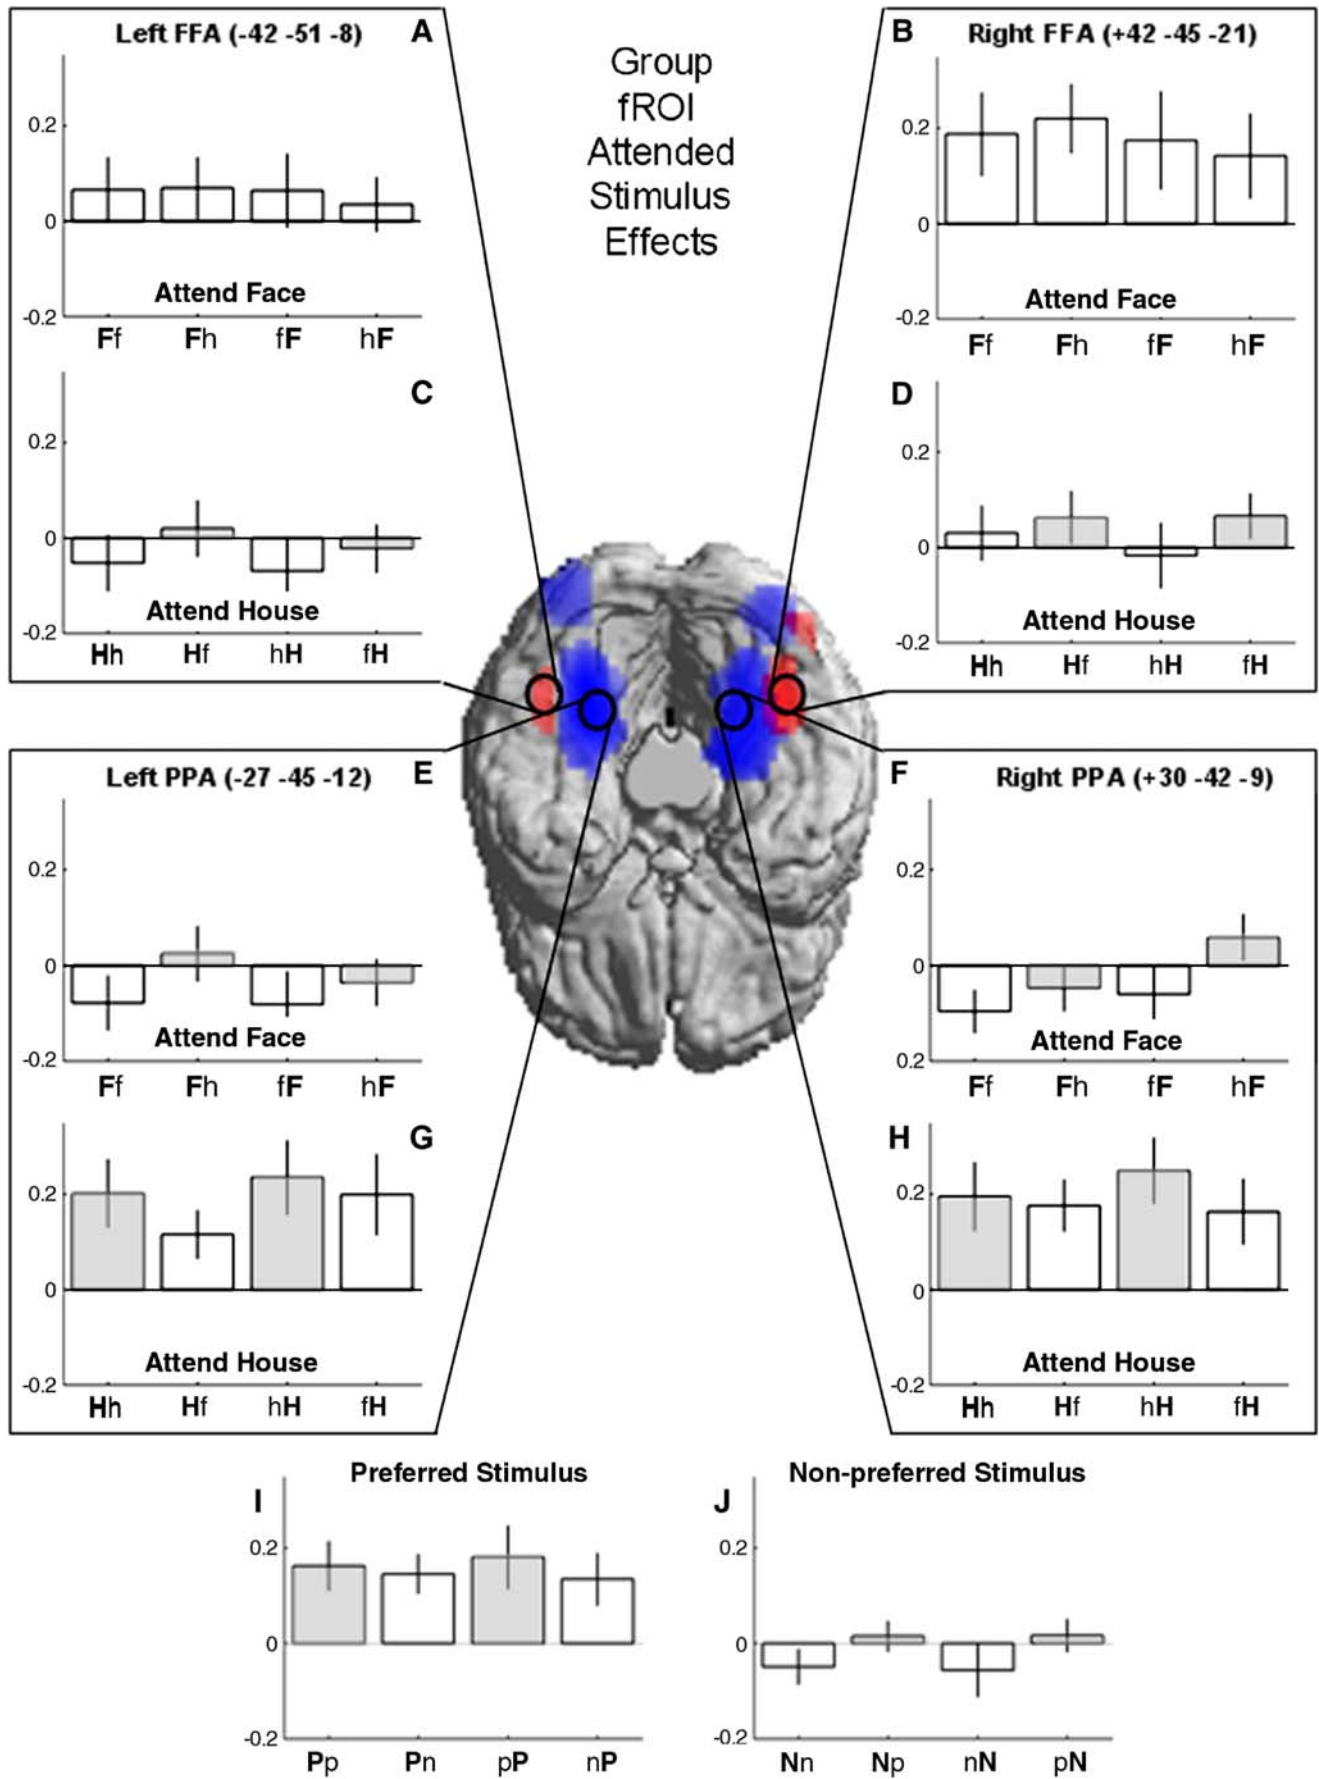 Left FFA (-42 -51 -8) A
0.2
0
-0.2
Attend Face
Ff Fh fF hF
C
0.2
0
-0.2
Attend House
Hh Hf hH fH
Group
fROI
Attended
Stimulus
Effects
B Right FFA (+42 -45 -21)
0.2
0
-0.2
Attend Face
Ff Fh fF hF
D
0.2
0
-0.2
Attend House
Hh Hf hH fH
Left PPA (-27 -45 -12) E
0.2
0
-0.2
Attend Face
Ff Fh fF hF
G
0.2
0
-0.2
Attend House
Hh Hf hH fH
F Right PPA (+30 -42 -9)
0.2
0
0.2
Attend Face
Ff Fh fF hF
H
0.2
0
-0.2
Attend House
Hh Hf hH fH
Preferred Stimulus
I
0.2
0
-0.2
Pp Pn pP nP
Non-preferred Stimulus
J
0.2
0
-0.2
Nn Np nN pN